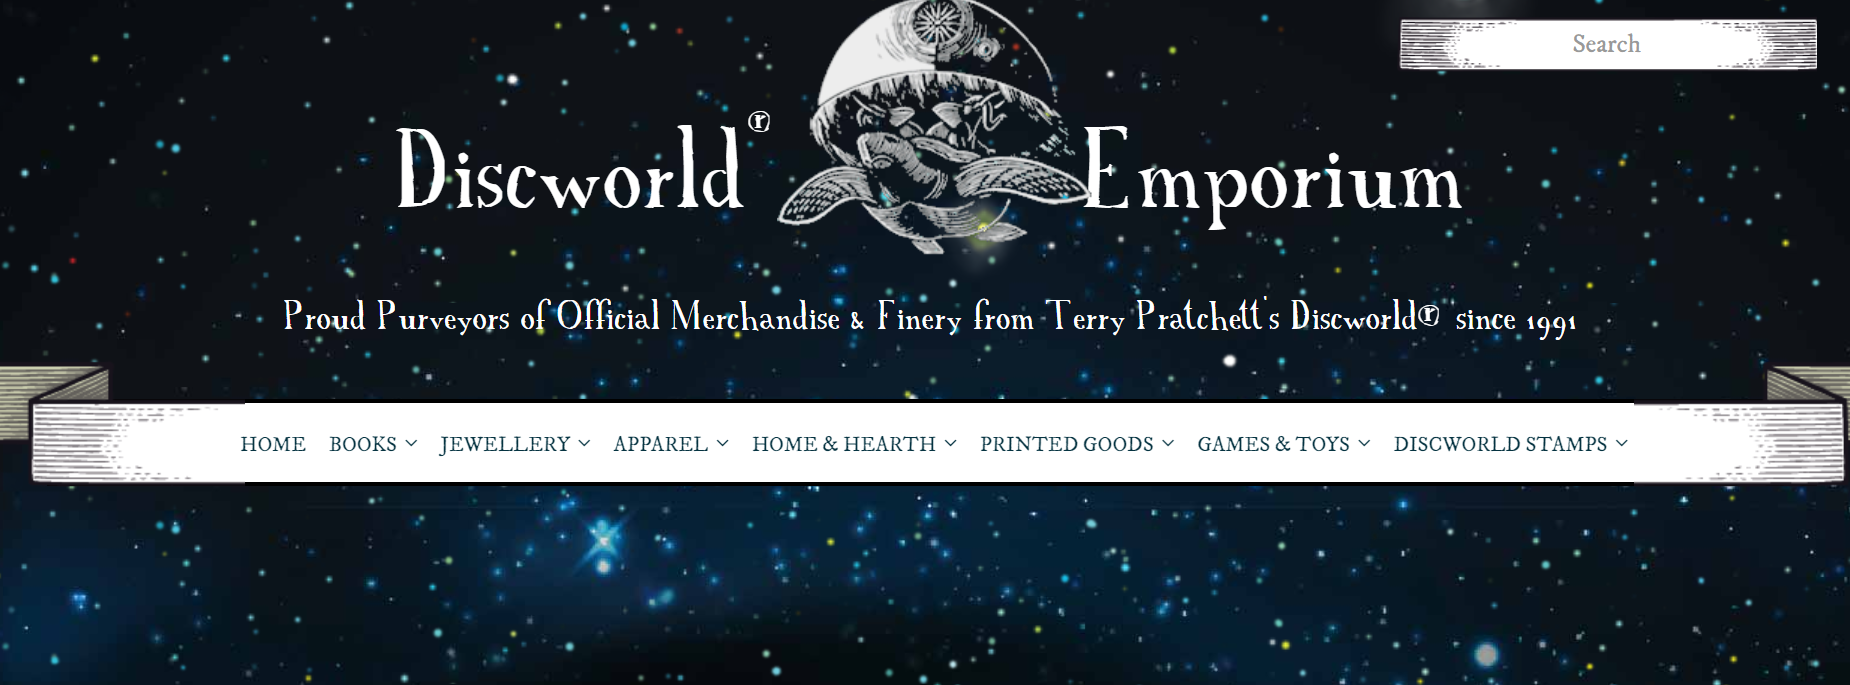 Search
Discworld® Emporium
Proud Purveyors of Official Merchandise & Finery from Terry Pratchett's Discworld® since 1991
HOME BOOKS JEWELLERY APPAREL HOME & HEARTH PRINTED GOODS GAMES & TOYS DISCWORLD STAMPS